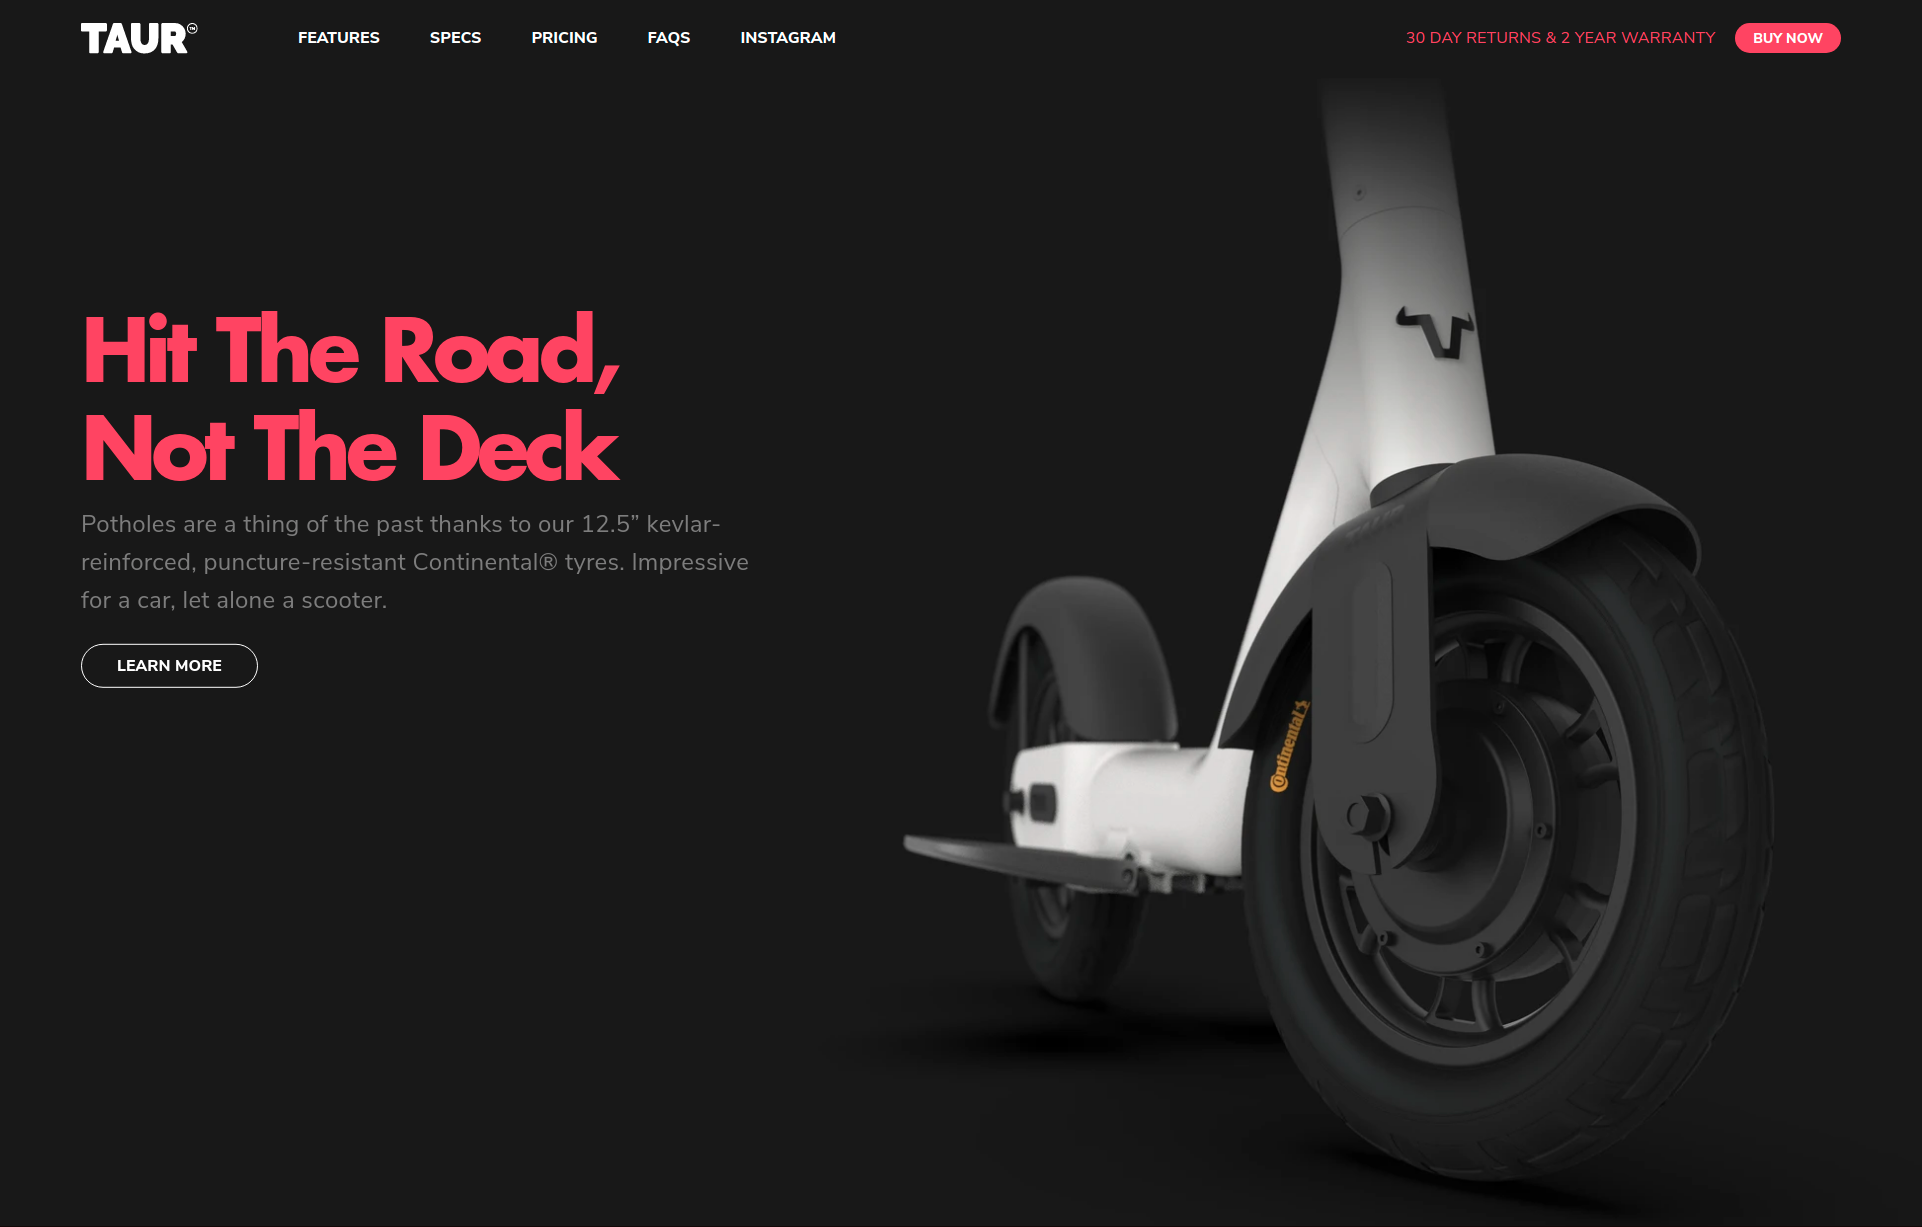 TAUR™
FEATURES
SPECS
PRICING
FAQS
INSTAGRAM
30 DAY RETURNS & 2 YEAR WARRANTY
BUY NOW
Hit The Road,
Not The Deck
Potholes are a thing of the past thanks to our 12.5” kevlar-
reinforced, puncture-resistant Continental® tyres. Impressive
for a car, let alone a scooter.
LEARN MORE
Continental